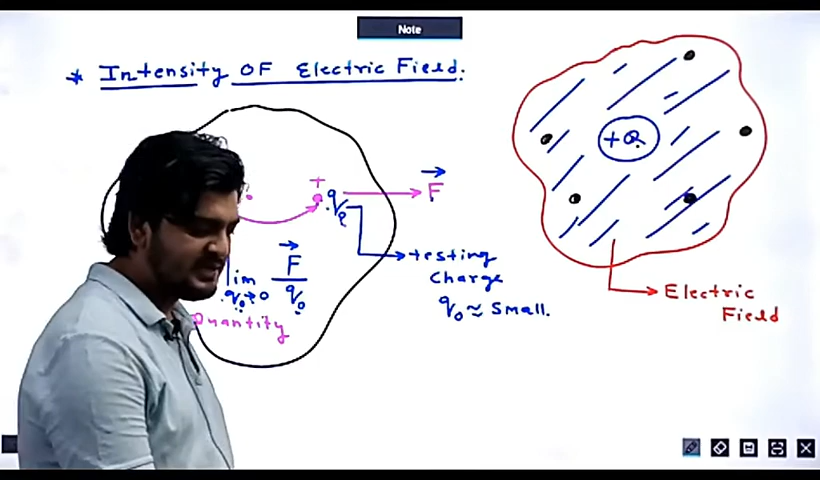 Note
* Intensity OF Electric Field.
+Q
+
q₀
F
testing
Charge
q₀ ≈ Small.
lim
q₀→0
F
q₀
Quantity
Electric
Field